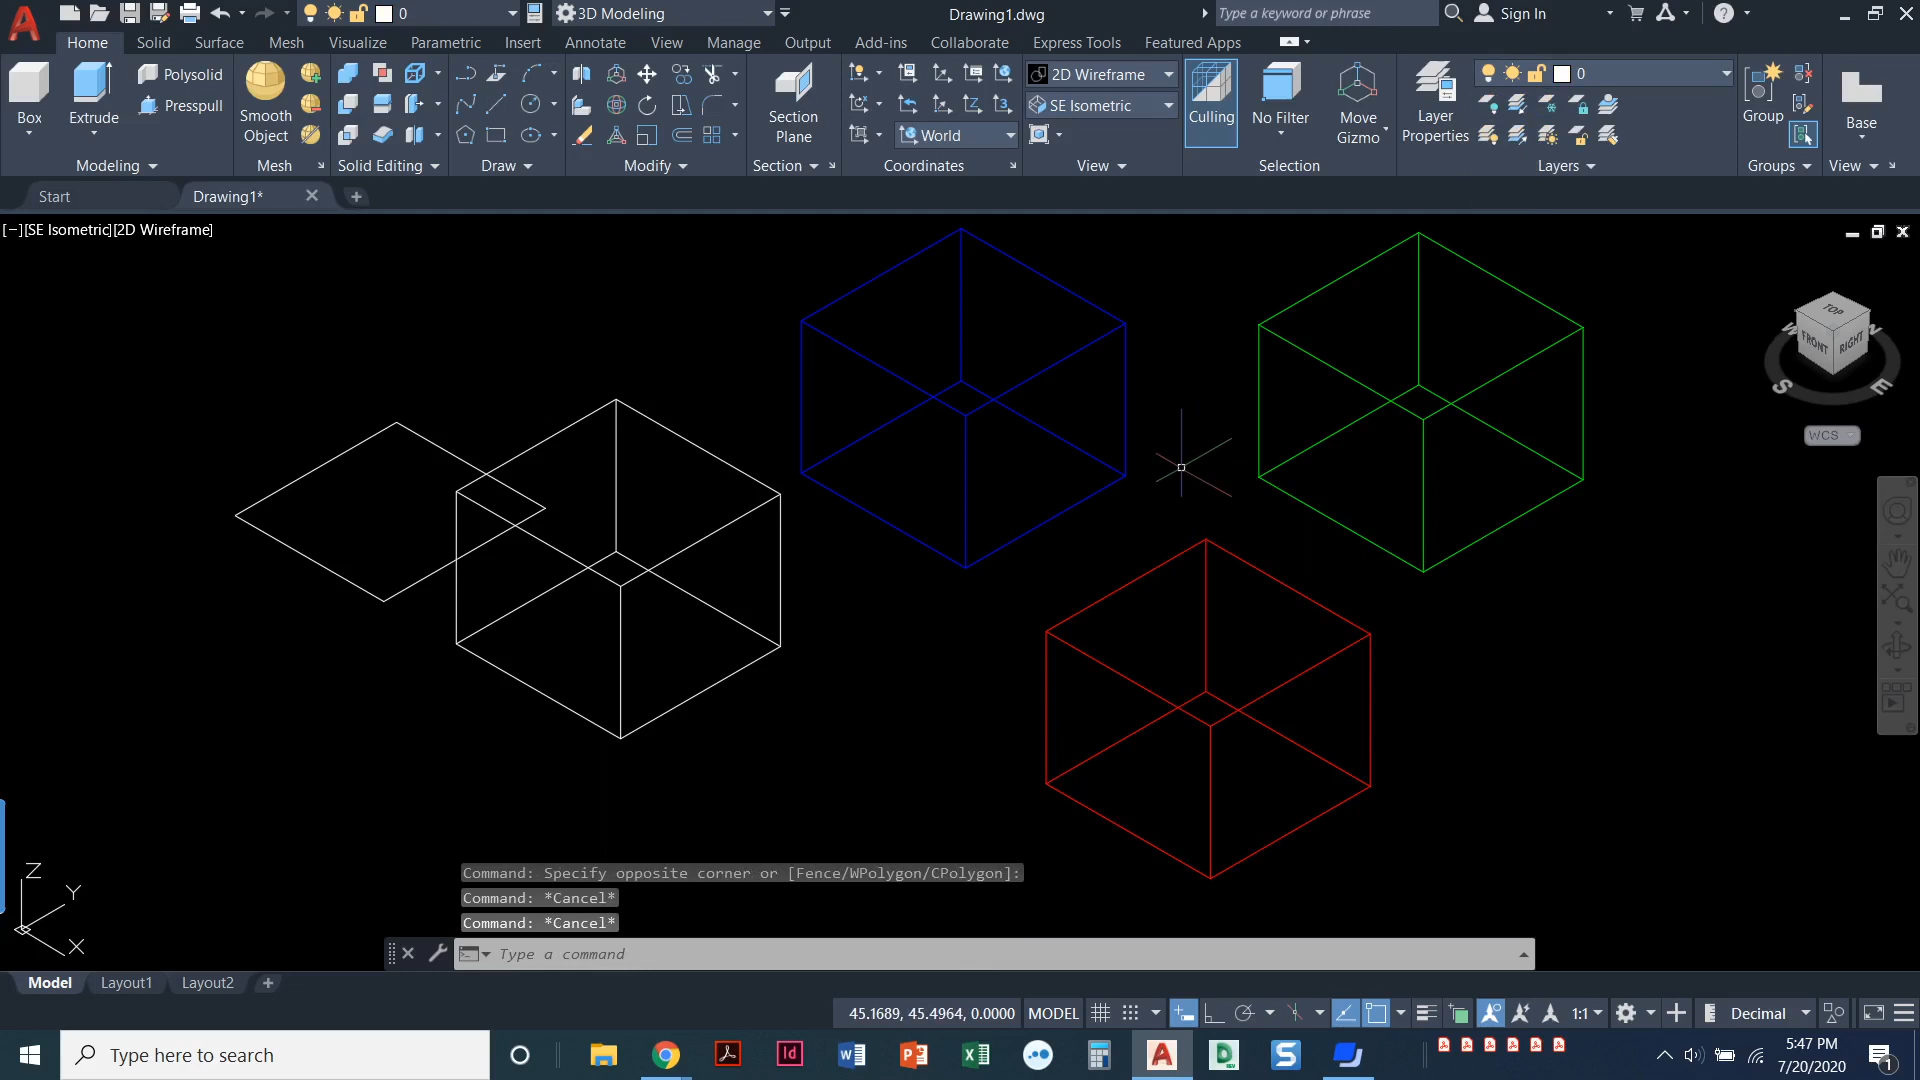 0
3D Modeling
Drawing1.dwg
Type a keyword or phrase
Sign In
Home
Solid
Surface
Mesh
Visualize
Parametric
Insert
Annotate
View
Manage
Output
Add-ins
Collaborate
Express Tools
Featured Apps
Box
Extrude
Polysolid
Presspull
Modeling
Smooth
Object
Mesh
Solid Editing
Draw
Modify
Section
Plane
Section
World
Coordinates
2D Wireframe
SE Isometric
View
Culling
No Filter
Move
Gizmo
Selection
Layer
Properties
0
Layers
Group
Groups
Base
View
Start
Drawing1*
[−][SE Isometric][2D Wireframe]
TOP
FRONT
RIGHT
W
N
S
E
WCS
Z
Y
X
Command: Specify opposite corner or [Fence/WPolygon/CPolygon]:
Command: *Cancel*
Command: *Cancel*
Type a command
Model
Layout1
Layout2
45.1689, 45.4964, 0.0000
MODEL
1:1
Decimal
Type here to search
5:47 PM
7/20/2020
1